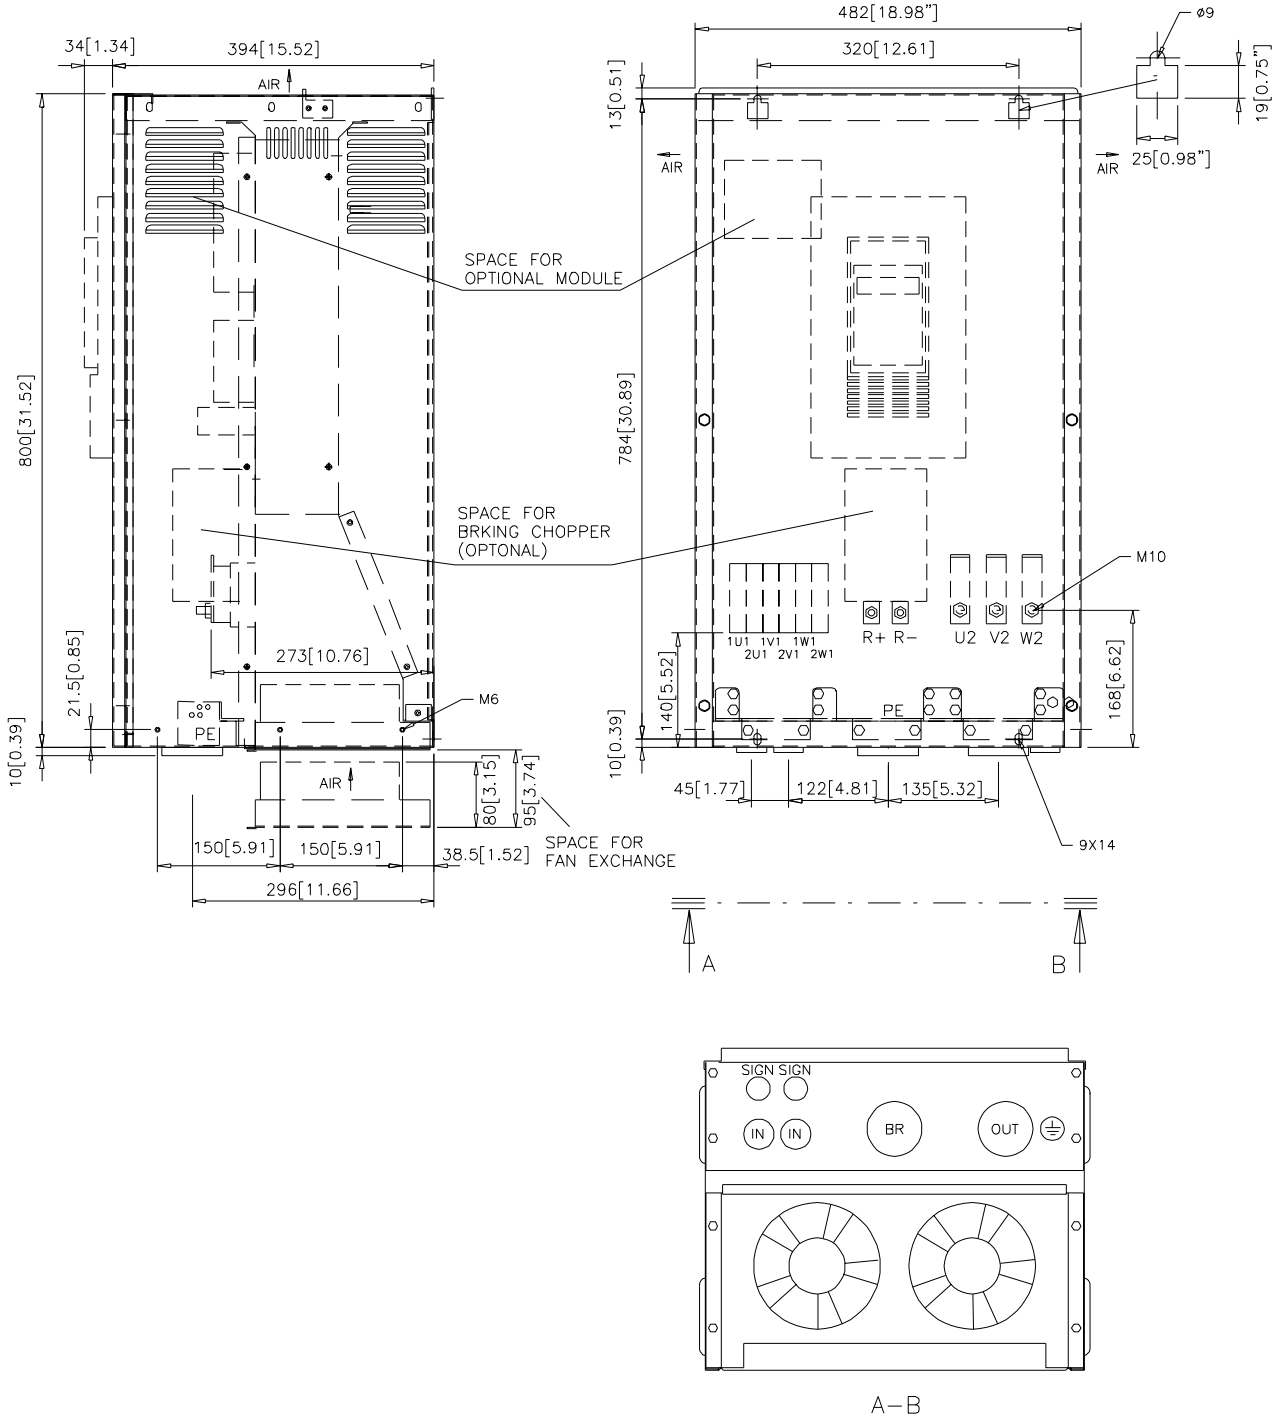 34[1.34]
394[15.52]
AIR
482[18.98"]
320[12.61]
ø9
13[0.51]
19[0.75"]
25[0.98"]
AIR
AIR
SPACE FOR
OPTIONAL MODULE
800[31.52]
784[30.89]
SPACE FOR
BRKING CHOPPER
(OPTONAL)
M10
1U1 1V1 1W1
2U1 2V1 2W1
R+ R-
U2 V2 W2
273[10.76]
21.5[0.85]
M6
140[5.52]
168[6.62]
PE
PE
10[0.39]
10[0.39]
AIR
80[3.15]
95[3.74]
45[1.77]
122[4.81]
135[5.32]
SPACE FOR
FAN EXCHANGE
9X14
150[5.91]
150[5.91]
38.5[1.52]
296[11.66]
A
B
SIGN SIGN
IN IN
BR
OUT
A-B